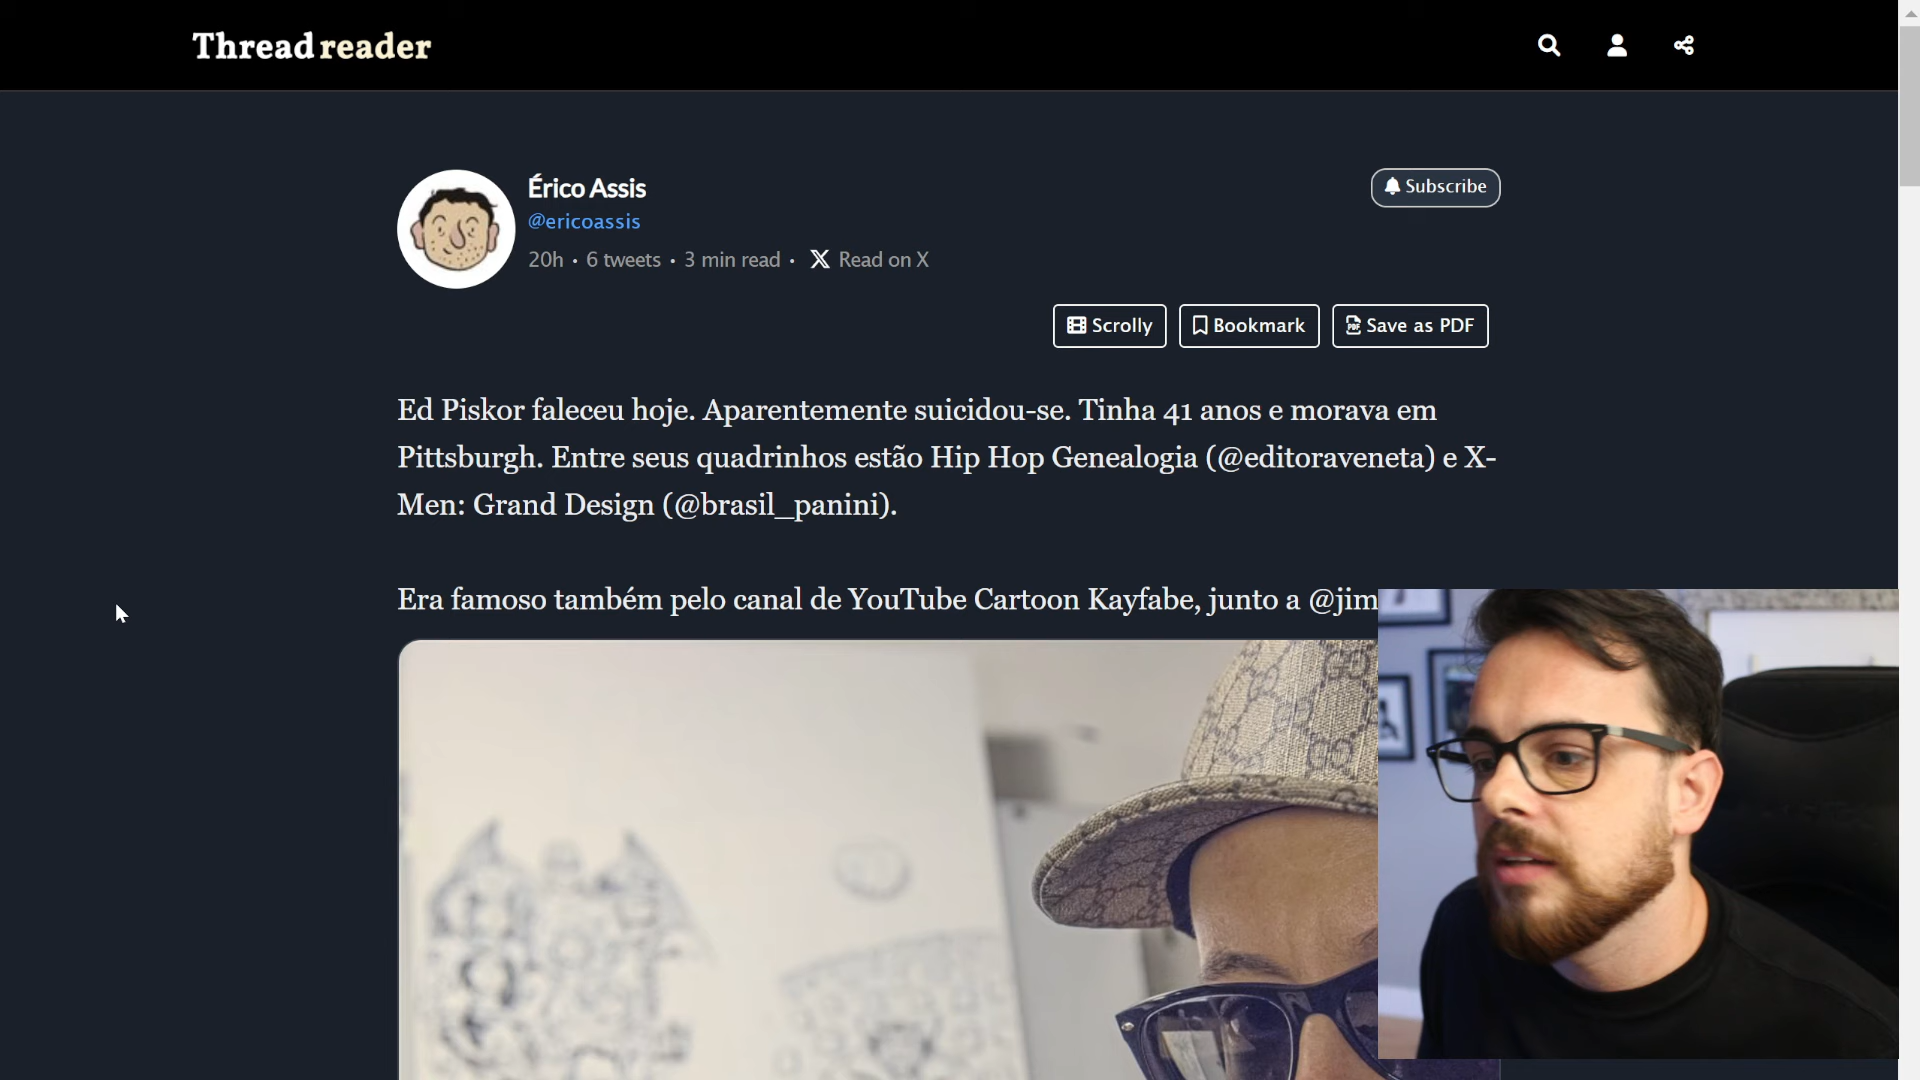 Thread reader
Érico Assis
@ericoassis
20h • 6 tweets • 3 min read • X Read on X
Subscribe
Scrolly
Bookmark
Save as PDF
Ed Piskor faleceu hoje. Aparentemente suicidou-se. Tinha 41 anos e morava em
Pittsburgh. Entre seus quadrinhos estão Hip Hop Genealogia (@editoraveneta) e X-
Men: Grand Design (@brasil_panini).
Era famoso também pelo canal de YouTube Cartoon Kayfabe, junto a @jim